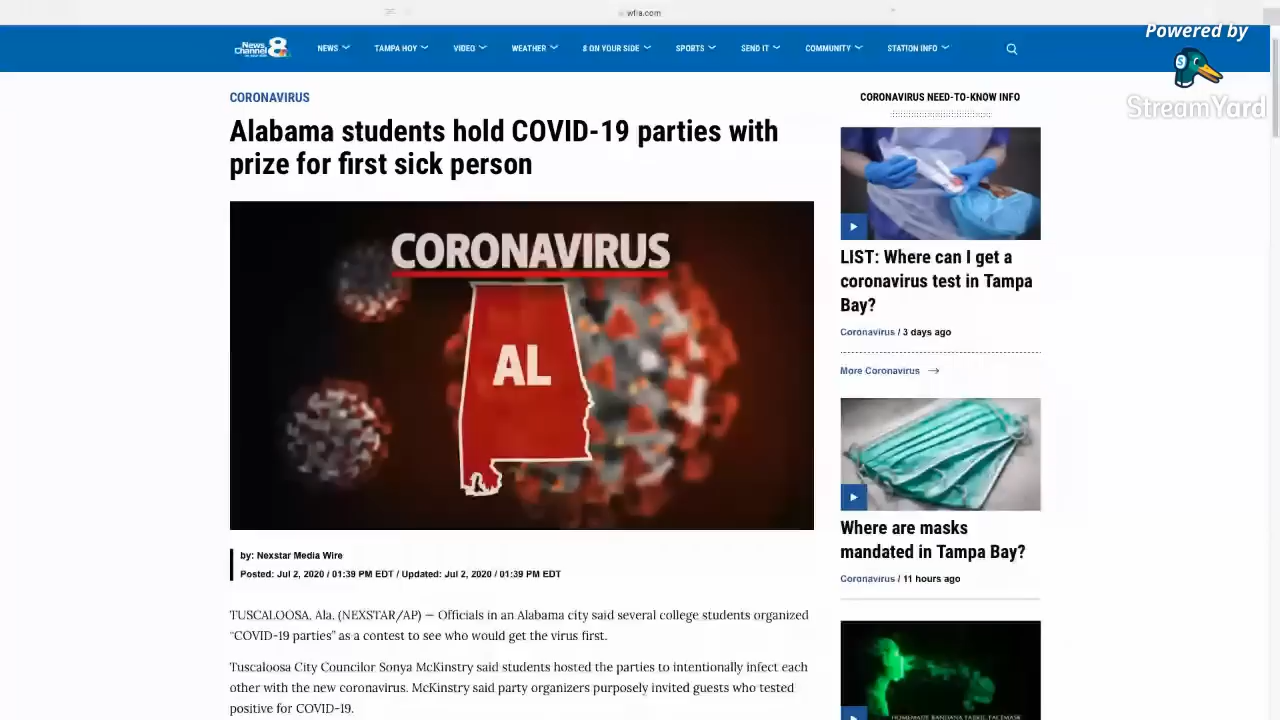 wfla.com
Powered by
StreamYard
News
Channel 8
NEWS
TAMPA HOY
VIDEO
WEATHER
8 ON YOUR SIDE
SPORTS
SEND IT
COMMUNITY
STATION INFO
CORONAVIRUS
Alabama students hold COVID-19 parties with
prize for first sick person
CORONAVIRUS
AL
by: Nexstar Media Wire
Posted: Jul 2, 2020 / 01:39 PM EDT / Updated: Jul 2, 2020 / 01:39 PM EDT
TUSCALOOSA, Ala. (NEXSTAR/AP) — Officials in an Alabama city said several college students organized
“COVID-19 parties” as a contest to see who would get the virus first.
Tuscaloosa City Councilor Sonya McKinstry said students hosted the parties to intentionally infect each
other with the new coronavirus. McKinstry said party organizers purposely invited guests who tested
positive for COVID-19.
CORONAVIRUS NEED-TO-KNOW INFO
LIST: Where can I get a
coronavirus test in Tampa
Bay?
Coronavirus / 3 days ago
More Coronavirus
Where are masks
mandated in Tampa Bay?
Coronavirus / 11 hours ago
HOMEMADE BANDANA FABRIC FACEMASK